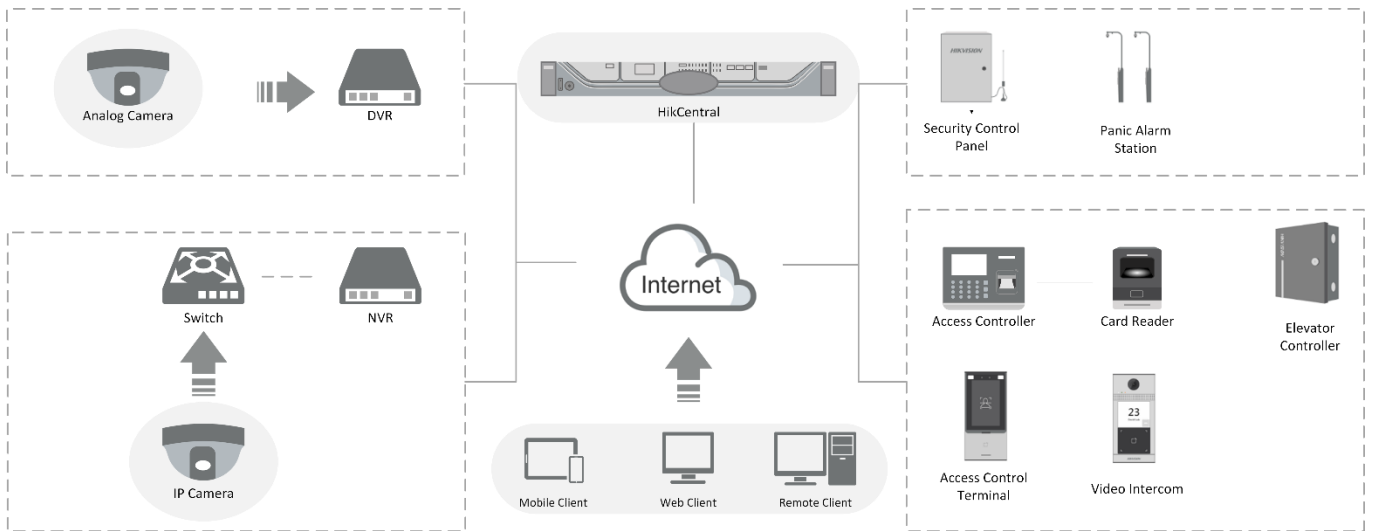 Analog Camera
DVR
HikCentral
HIKVISION
Security Control
Panel
Panic Alarm
Station
Switch
NVR
IP Camera
Internet
Mobile Client
Web Client
Remote Client
Access Controller
Card Reader
Elevator
Controller
Access Control
Terminal
23
Video Intercom